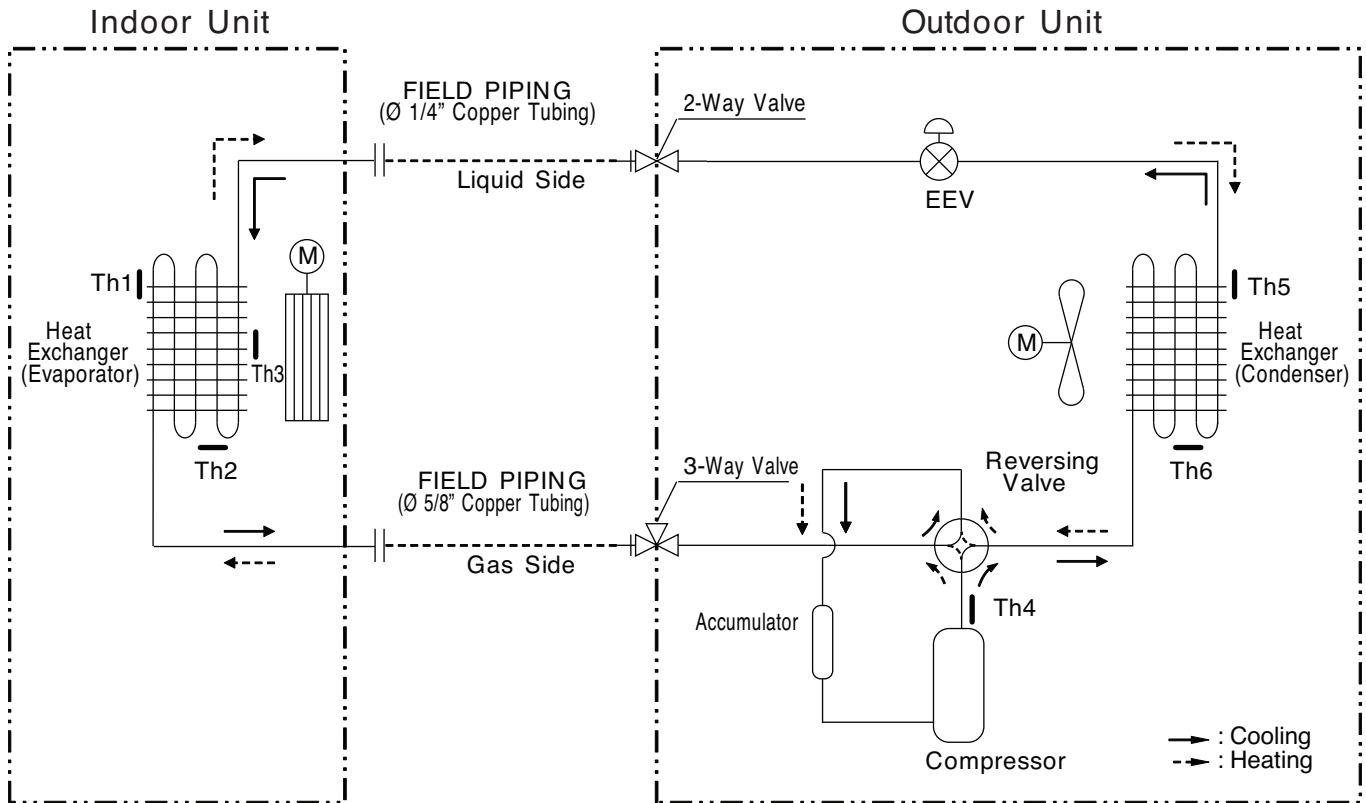 Indoor Unit
Outdoor Unit
FIELD PIPING
(Ø 1/4” Copper Tubing)
2-Way Valve
Liquid Side
EEV
M
Th1
Th5
Heat
Exchanger
(Evaporator)
Th3
M
Heat
Exchanger
(Condenser)
Th2
Th6
FIELD PIPING
(Ø 5/8” Copper Tubing)
3-Way Valve
Reversing
Valve
Gas Side
Th4
Accumulator
Compressor
: Cooling
: Heating